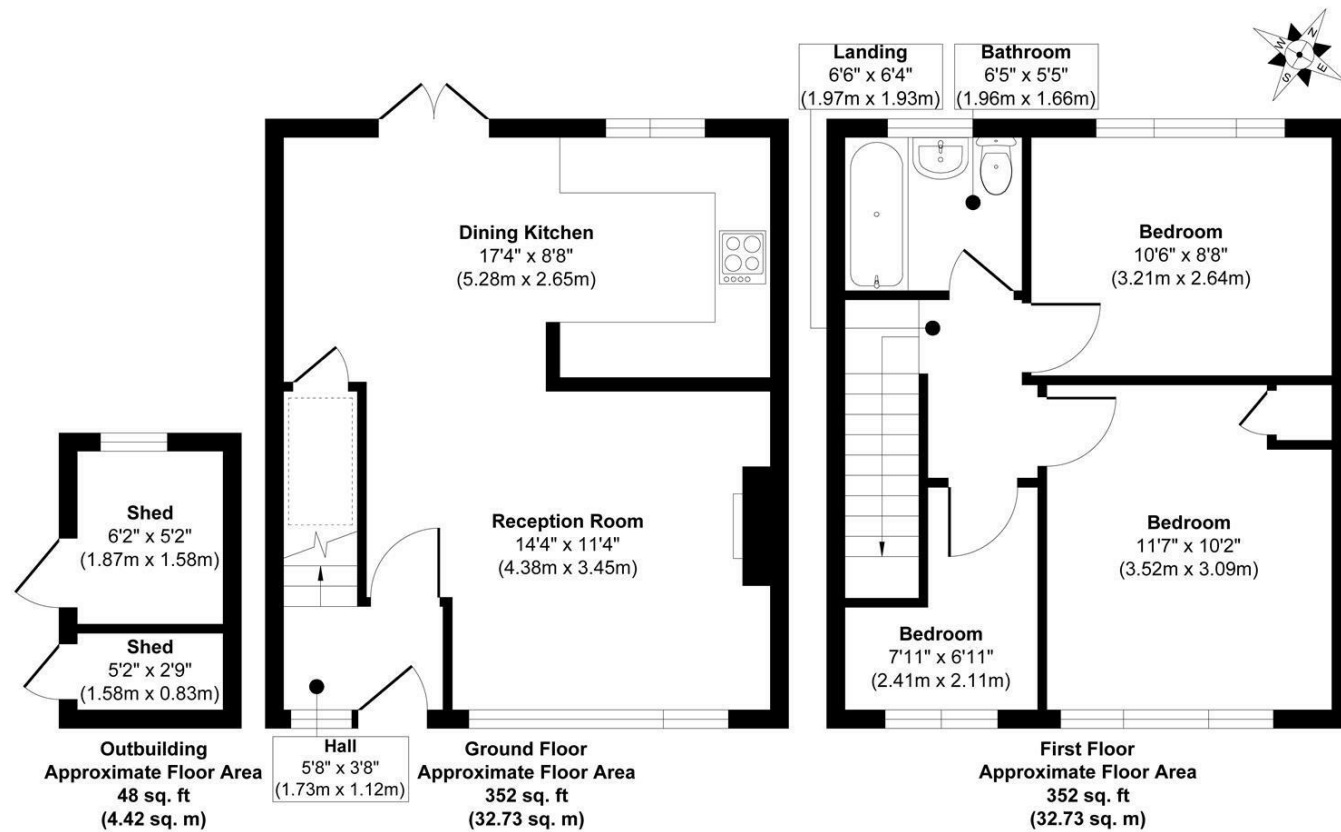 Landing
6'6" x 6'4"
(1.97m x 1.93m)
Bathroom
6'5" x 5'5"
(1.96m x 1.66m)
N
W
E
S
Dining Kitchen
17'4" x 8'8"
(5.28m x 2.65m)
Bedroom
10'6" x 8'8"
(3.21m x 2.64m)
Shed
6'2" x 5'2"
(1.87m x 1.58m)
Reception Room
14'4" x 11'4"
(4.38m x 3.45m)
Bedroom
11'7" x 10'2"
(3.52m x 3.09m)
Shed
5'2" x 2'9"
(1.58m x 0.83m)
Bedroom
7'11" x 6'11"
(2.41m x 2.11m)
Outbuilding
Approximate Floor Area
48 sq. ft
(4.42 sq. m)
Hall
5'8" x 3'8"
(1.73m x 1.12m)
Ground Floor
Approximate Floor Area
352 sq. ft
(32.73 sq. m)
First Floor
Approximate Floor Area
352 sq. ft
(32.73 sq. m)